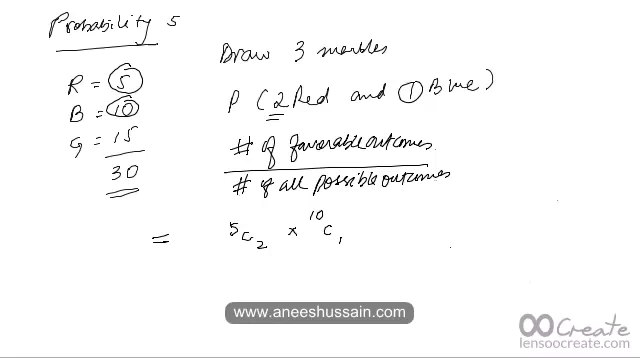 Probability 5
Draw 3 marbles
R = 5
B = 10
G = 15
30
P (2 Red and 1 Blue)
# of favorable outcomes
# of all possible outcomes
= ⁵C₂ × ¹⁰C₁
www.aneeshussain.com
Create
lensoocreate.com